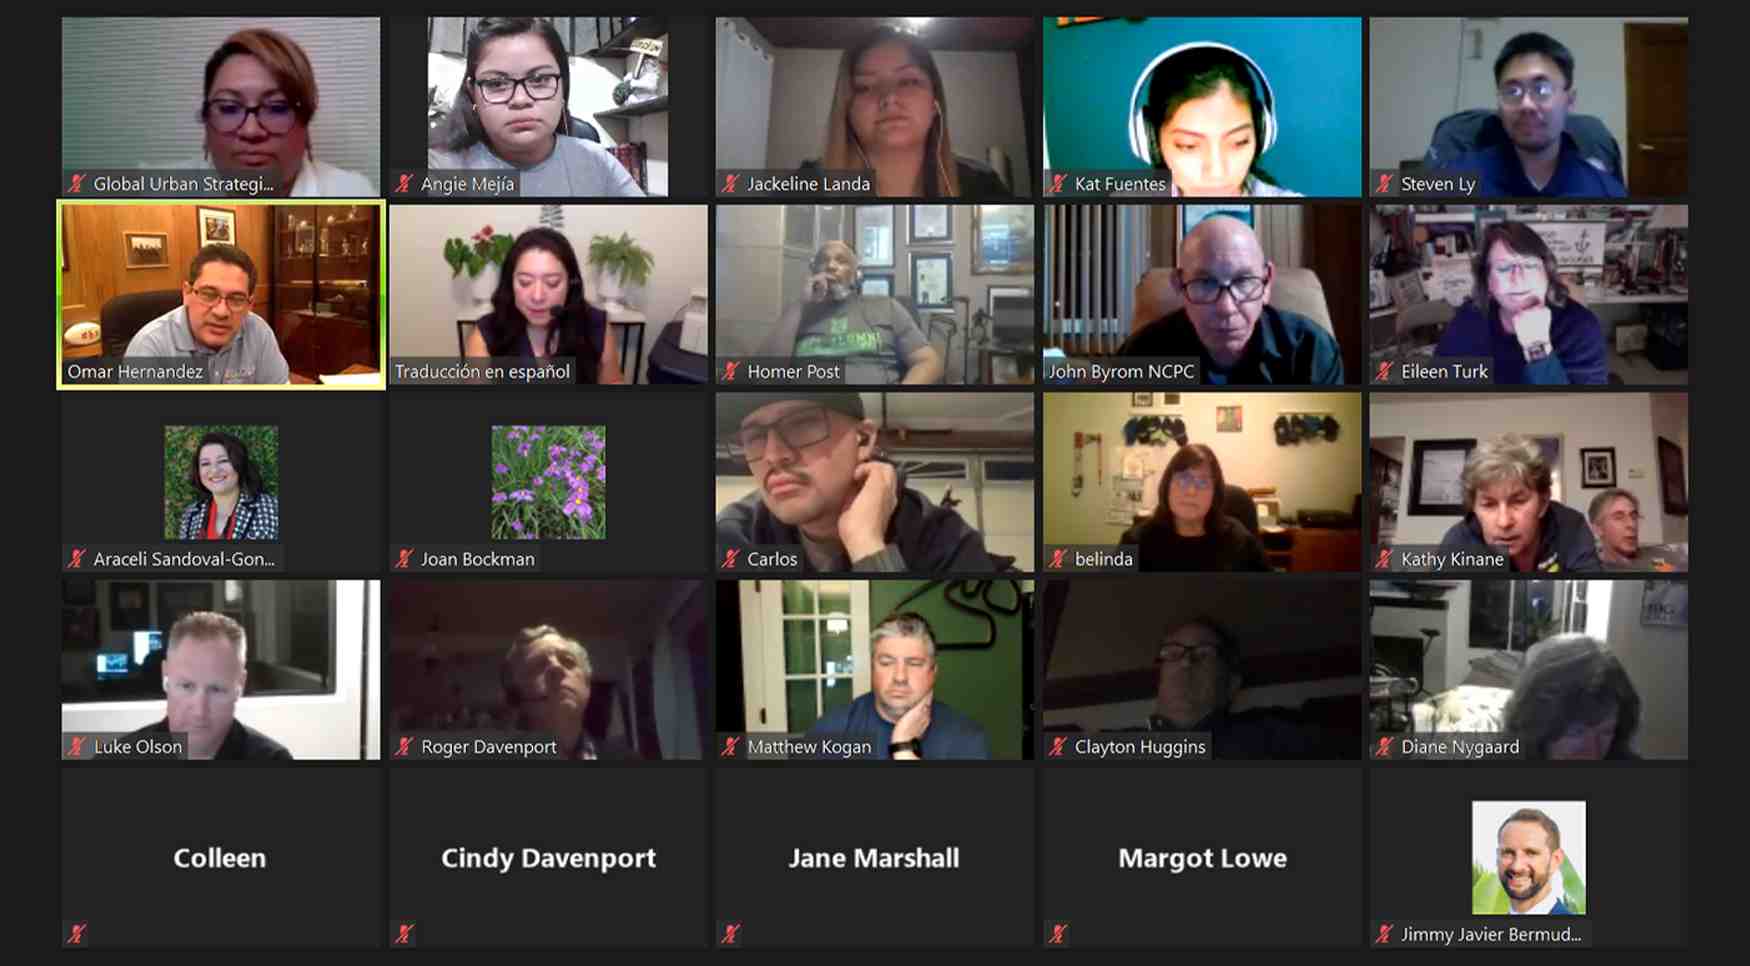 Global Urban Strategi...
Angie Mejía
Jackeline Landa
Kat Fuentes
Steven Ly
Omar Hernandez
Traducción en español
Homer Post
John Byrom NCPC
Eileen Turk
Araceli Sandoval-Gon...
Joan Bockman
Carlos
belinda
Kathy Kinane
Luke Olson
Roger Davenport
Matthew Kogan
Clayton Huggins
Diane Nygaard
Colleen
Cindy Davenport
Jane Marshall
Margot Lowe
Jimmy Javier Bermud...